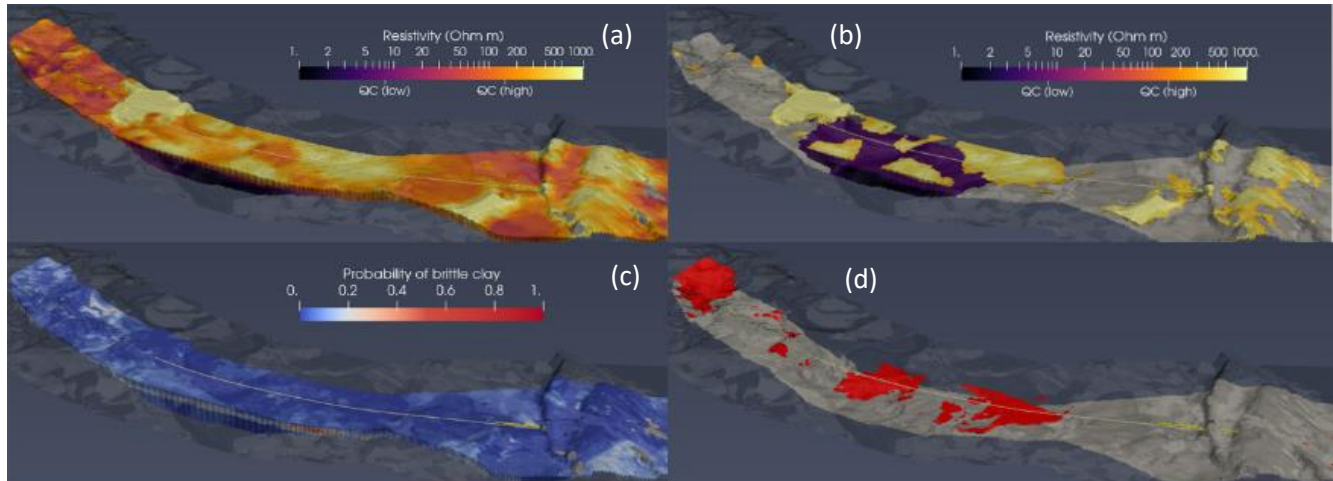 (a)
Resistivity (Ohm m)
1. 2 5 10 20 50 100 200 500 1000.
QC (low) QC (high)
(b)
Resistivity (Ohm m)
1. 2 5 10 20 50 100 200 500 1000.
QC (low) QC (high)
(c)
Probability of brittle clay
0. 0.2 0.4 0.6 0.8 1.
(d)